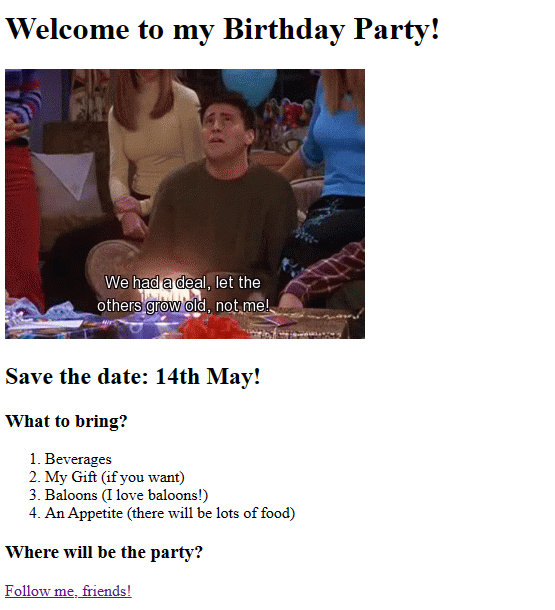 Welcome to my Birthday Party!
We had a deal, let the
others grow old, not me!
Save the date: 14th May!
What to bring?
1. Beverages
2. My Gift (if you want)
3. Baloons (I love baloons!)
4. An Appetite (there will be lots of food)
Where will be the party?
Follow me, friends!